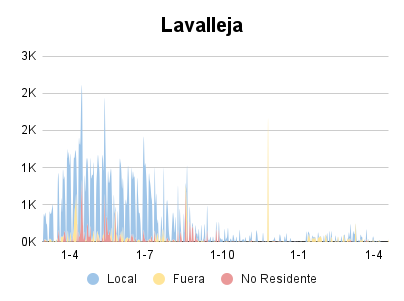 Lavalleja
3K
2K
2K
1K
1K
0K
1-4 1-7 1-10 1-1 1-4
Local Fuera No Residente